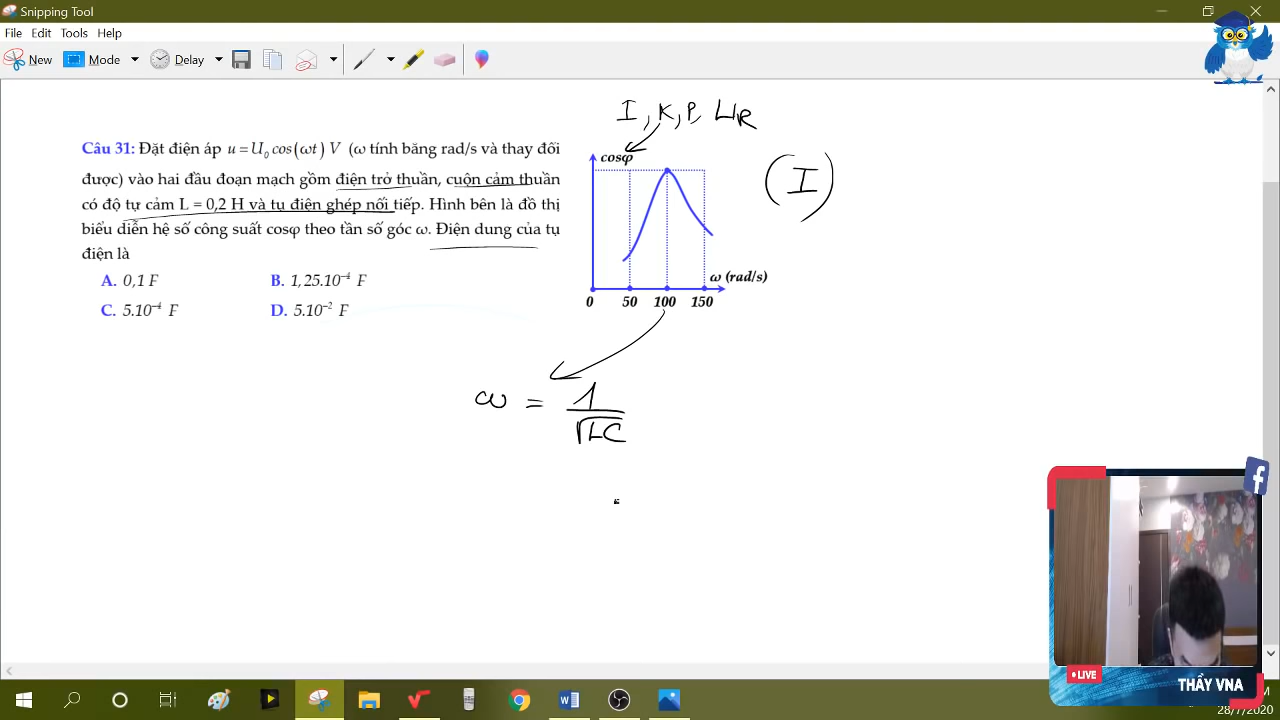 Snipping Tool
File Edit Tools Help
New Mode Delay
I, K, P, UR
Câu 31: Đặt điện áp u = U₀ cos(ωt) V (ω tính bằng rad/s và thay đổi
được) vào hai đầu đoạn mạch gồm điện trở thuần, cuộn cảm thuần
có độ tự cảm L = 0,2 H và tụ điện ghép nối tiếp. Hình bên là đồ thị
biểu diễn hệ số công suất cosφ theo tần số góc ω. Điện dung của tụ
điện là
A. 0,1 F
B. 1,25.10⁻⁴ F
C. 5.10⁻⁴ F
D. 5.10⁻² F
cosφ
(I)
ω (rad/s)
0 50 100 150
ω = 1/√LC
LIVE
THẦY VNA
28/7/2020